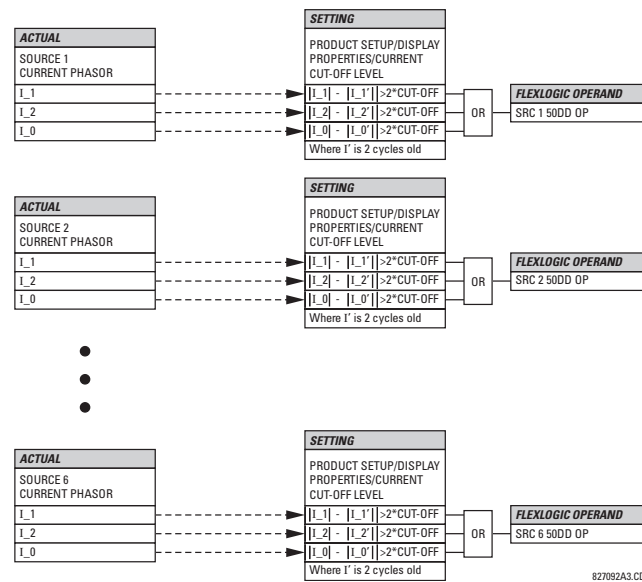 SETTING
ACTUAL
PRODUCT SETUP/DISPLAY
PROPERTIES/CURRENT
CUT-OFF LEVEL
SOURCE 1
CURRENT PHASOR
I_1
||I_1| - |I_1'||>2*CUT-OFF
I_2
||I_2| - |I_2'||>2*CUT-OFF
I_0
||I_0| - |I_0'||>2*CUT-OFF
Where I' is 2 cycles old
OR
FLEXLOGIC OPERAND
SRC 1 50DD OP
SETTING
ACTUAL
PRODUCT SETUP/DISPLAY
PROPERTIES/CURRENT
CUT-OFF LEVEL
SOURCE 2
CURRENT PHASOR
I_1
||I_1| - |I_1'||>2*CUT-OFF
I_2
||I_2| - |I_2'||>2*CUT-OFF
I_0
||I_0| - |I_0'||>2*CUT-OFF
Where I' is 2 cycles old
OR
FLEXLOGIC OPERAND
SRC 2 50DD OP
SETTING
ACTUAL
PRODUCT SETUP/DISPLAY
PROPERTIES/CURRENT
CUT-OFF LEVEL
SOURCE 6
CURRENT PHASOR
I_1
||I_1| - |I_1'||>2*CUT-OFF
I_2
||I_2| - |I_2'||>2*CUT-OFF
I_0
||I_0| - |I_0'||>2*CUT-OFF
Where I' is 2 cycles old
OR
FLEXLOGIC OPERAND
SRC 6 50DD OP